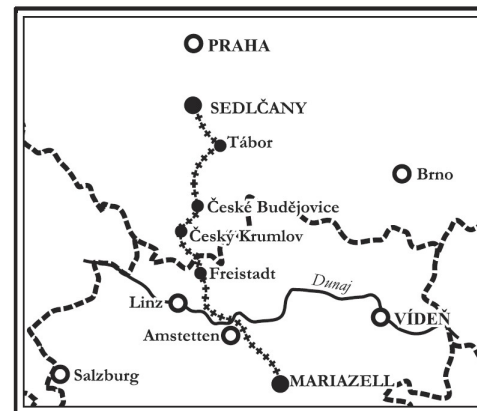 PRAHA
SEDLČANY
Tábor
Brno
České Budějovice
Český Krumlov
Freistadt
Dunaj
Linz
VÍDEŇ
Amstetten
Salzburg
MARIAZELL